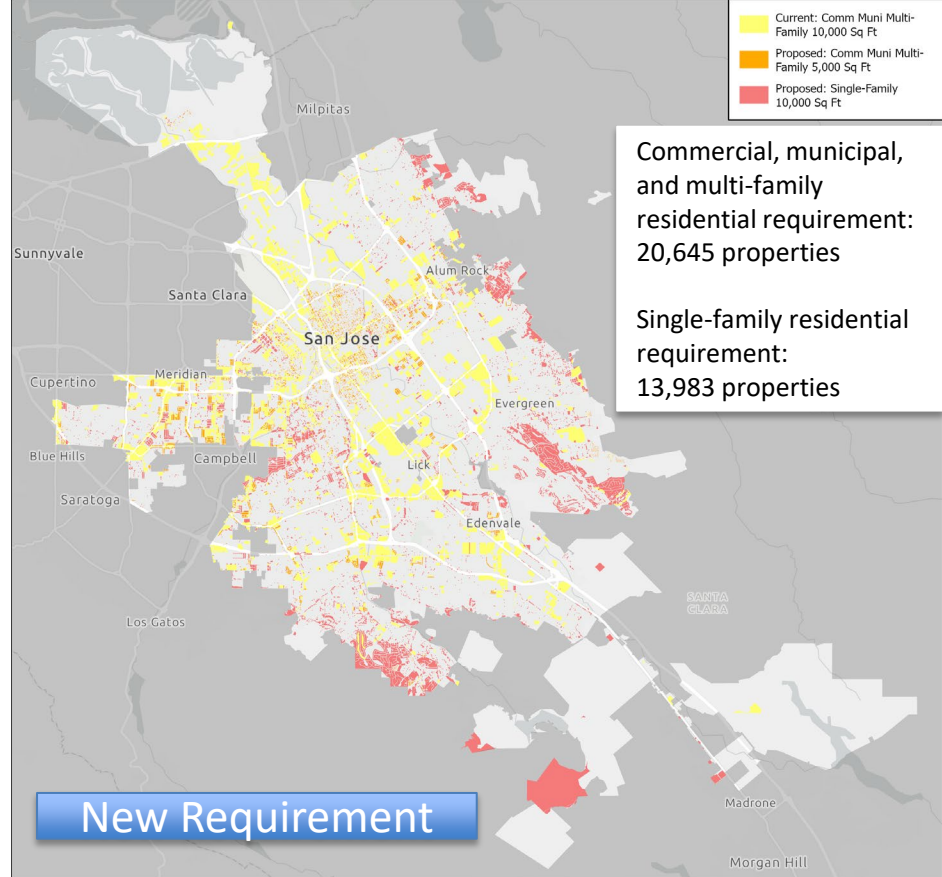 Current: Comm Muni Multi-
Family 10,000 Sq Ft
Proposed: Comm Muni Multi-
Family 5,000 Sq Ft
Proposed: Single-Family
10,000 Sq Ft
Commercial, municipal,
and multi-family
residential requirement:
20,645 properties
Single-family residential
requirement:
13,983 properties
Milpitas
Sunnyvale
Alum Rock
Santa Clara
San Jose
Meridian
Cupertino
Evergreen
Blue Hills
Campbell
Lick
Saratoga
Edenvale
SANTA
CLARA
Los Gatos
Madrone
New Requirement
Morgan Hill